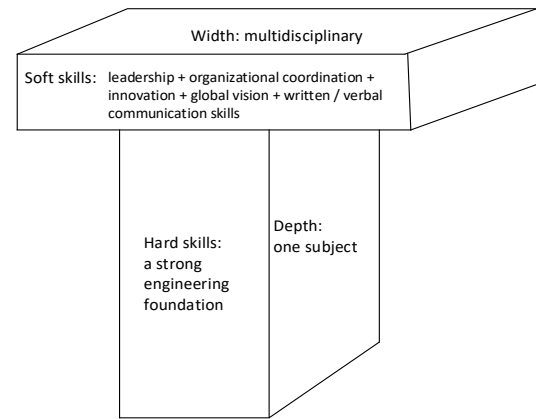 Width: multidisciplinary
Soft skills: leadership + organizational coordination +
innovation + global vision + written / verbal
communication skills
Hard skills:
a strong
engineering
foundation
Depth:
one subject